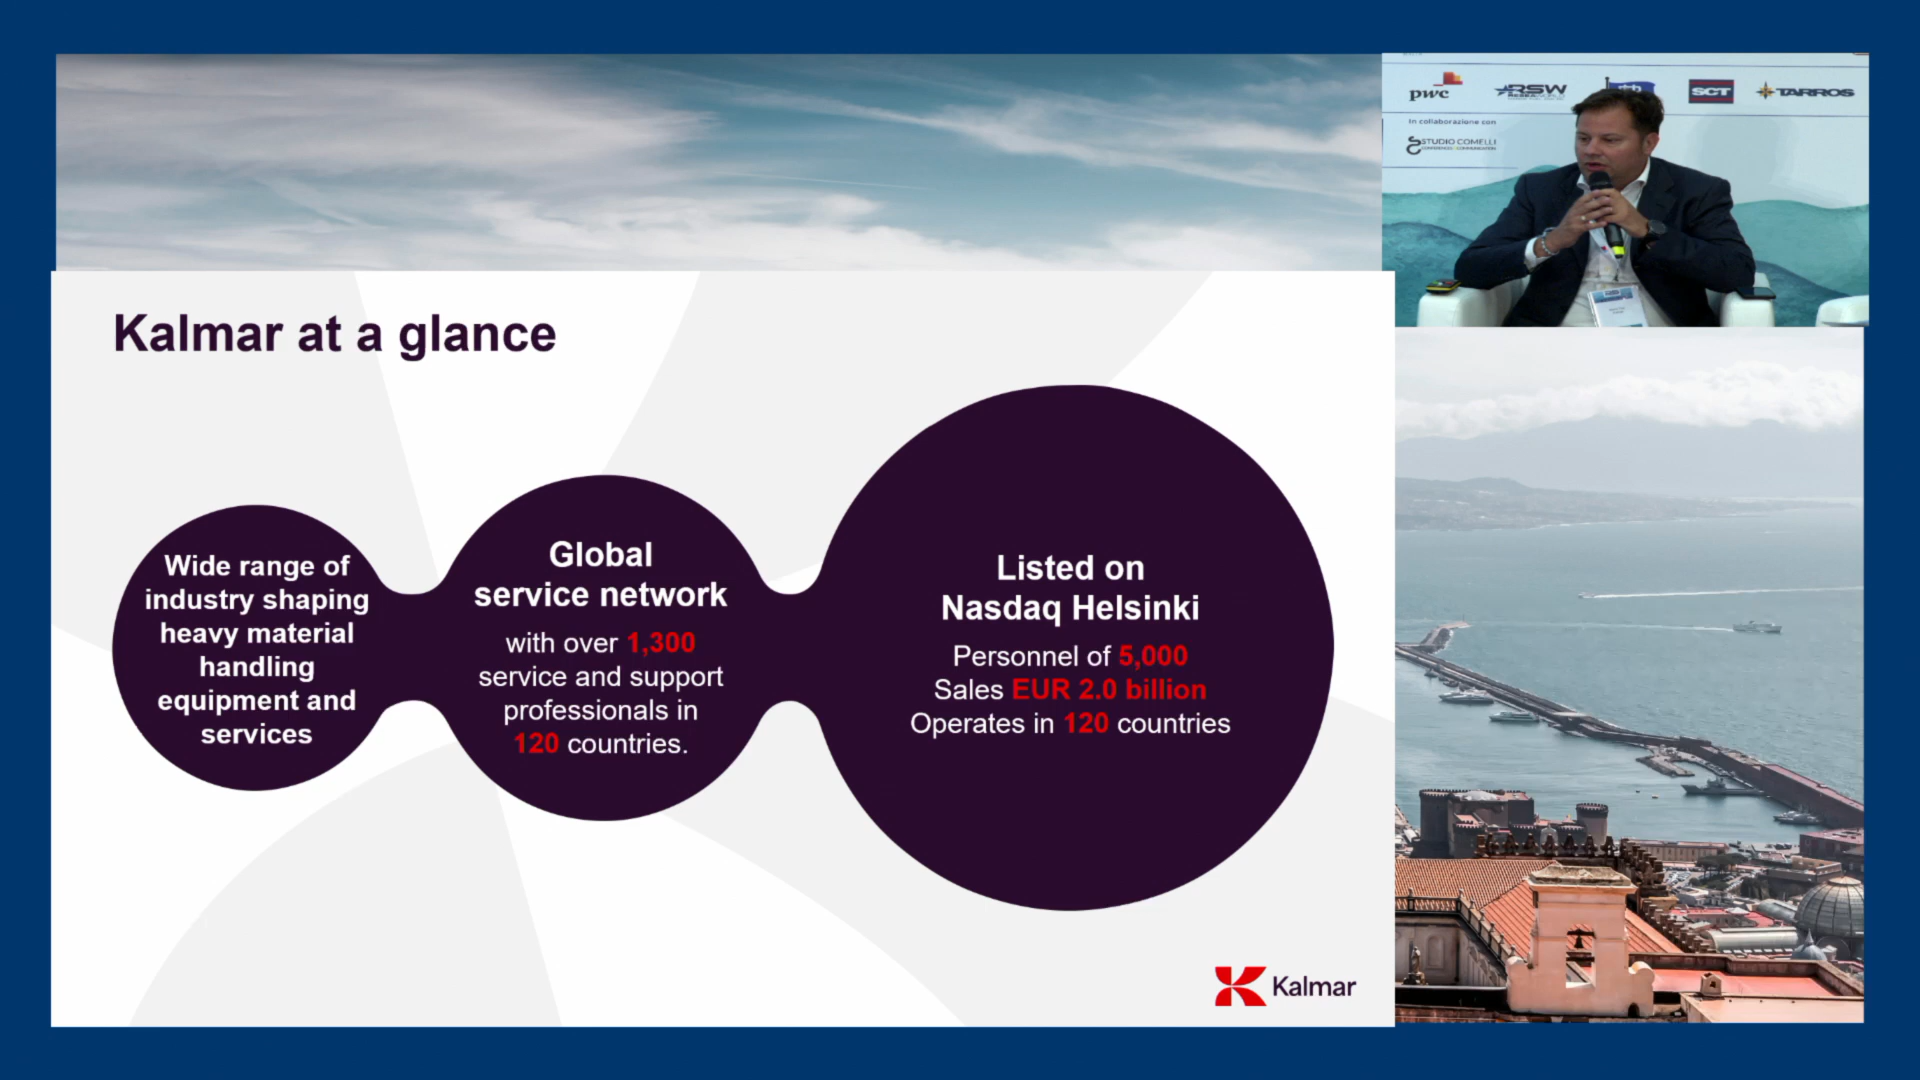 pwc
RSW
SCT
TARROS
In collaborazione con
STUDIO COMELLI
Kalmar at a glance
Wide range of
industry shaping
heavy material
handling
equipment and
services
Global
service network
with over 1,300
service and support
professionals in
120 countries.
Listed on
Nasdaq Helsinki
Personnel of 5,000
Sales EUR 2.0 billion
Operates in 120 countries
Kalmar